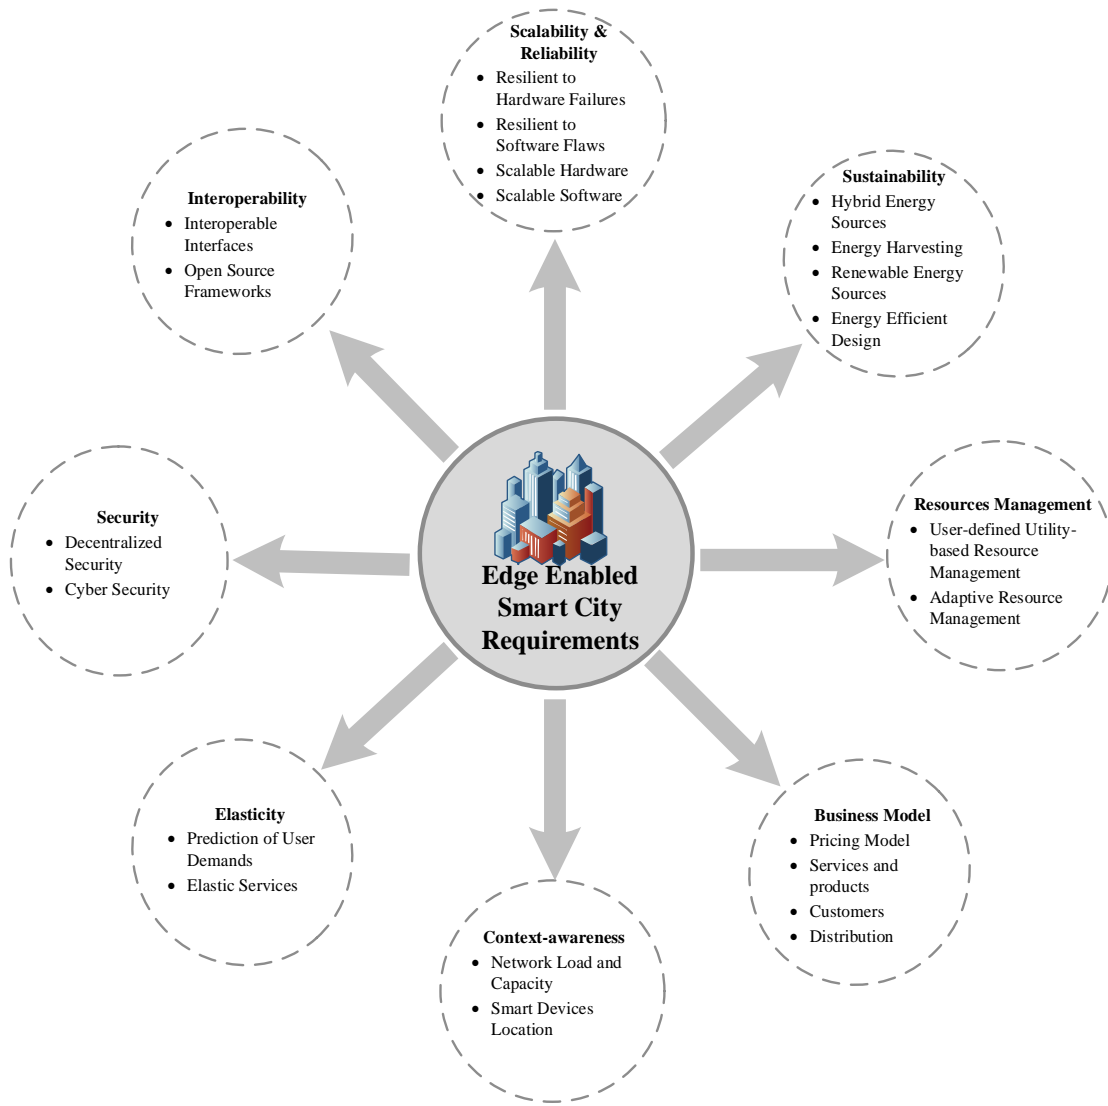 Scalability &
Reliability
• Resilient to
Hardware Failures
• Resilient to
Software Flaws
• Scalable Hardware
• Scalable Software
Sustainability
• Hybrid Energy
Sources
• Energy Harvesting
• Renewable Energy
Sources
• Energy Efficient
Design
Interoperability
• Interoperable
Interfaces
• Open Source
Frameworks
Resources Management
• User-defined Utility-
based Resource
Management
• Adaptive Resource
Management
Security
• Decentralized
Security
• Cyber Security
Edge Enabled
Smart City
Requirements
Elasticity
• Prediction of User
Demands
• Elastic Services
Business Model
• Pricing Model
• Services and
products
• Customers
• Distribution
Context-awareness
• Network Load and
Capacity
• Smart Devices
Location